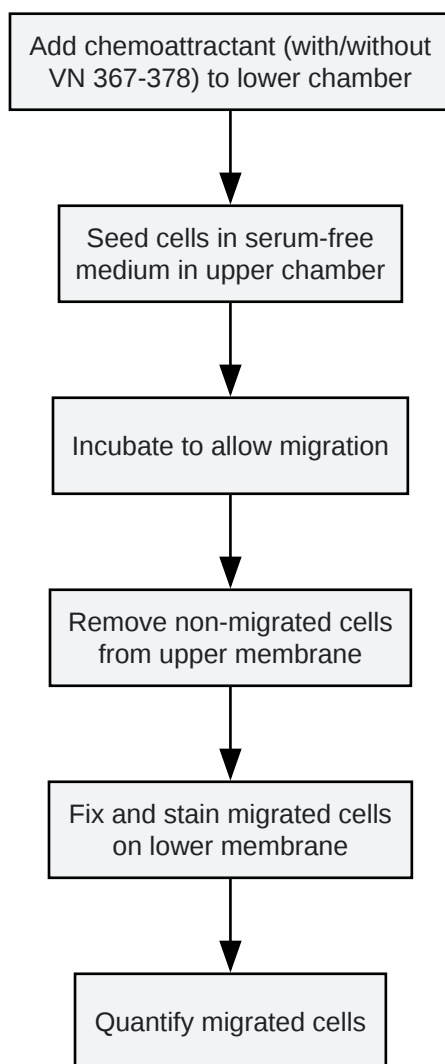 Add chemoattractant (with/without
VN 367-378) to lower chamber
Seed cells in serum-free
medium in upper chamber
Incubate to allow migration
Remove non-migrated cells
from upper membrane
Fix and stain migrated cells
on lower membrane
Quantify migrated cells